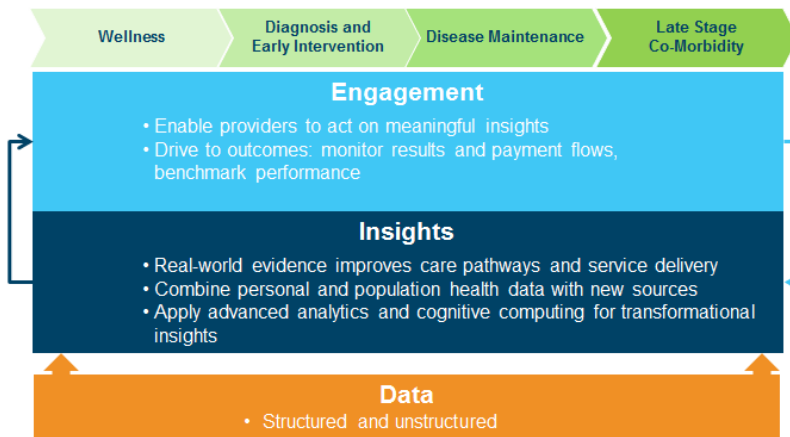 Wellness
Diagnosis and
Early Intervention
Disease Maintenance
Late Stage
Co-Morbidity
Engagement
• Enable providers to act on meaningful insights
• Drive to outcomes: monitor results and payment flows,
benchmark performance
Insights
• Real-world evidence improves care pathways and service delivery
• Combine personal and population health data with new sources
• Apply advanced analytics and cognitive computing for transformational
insights
Data
• Structured and unstructured